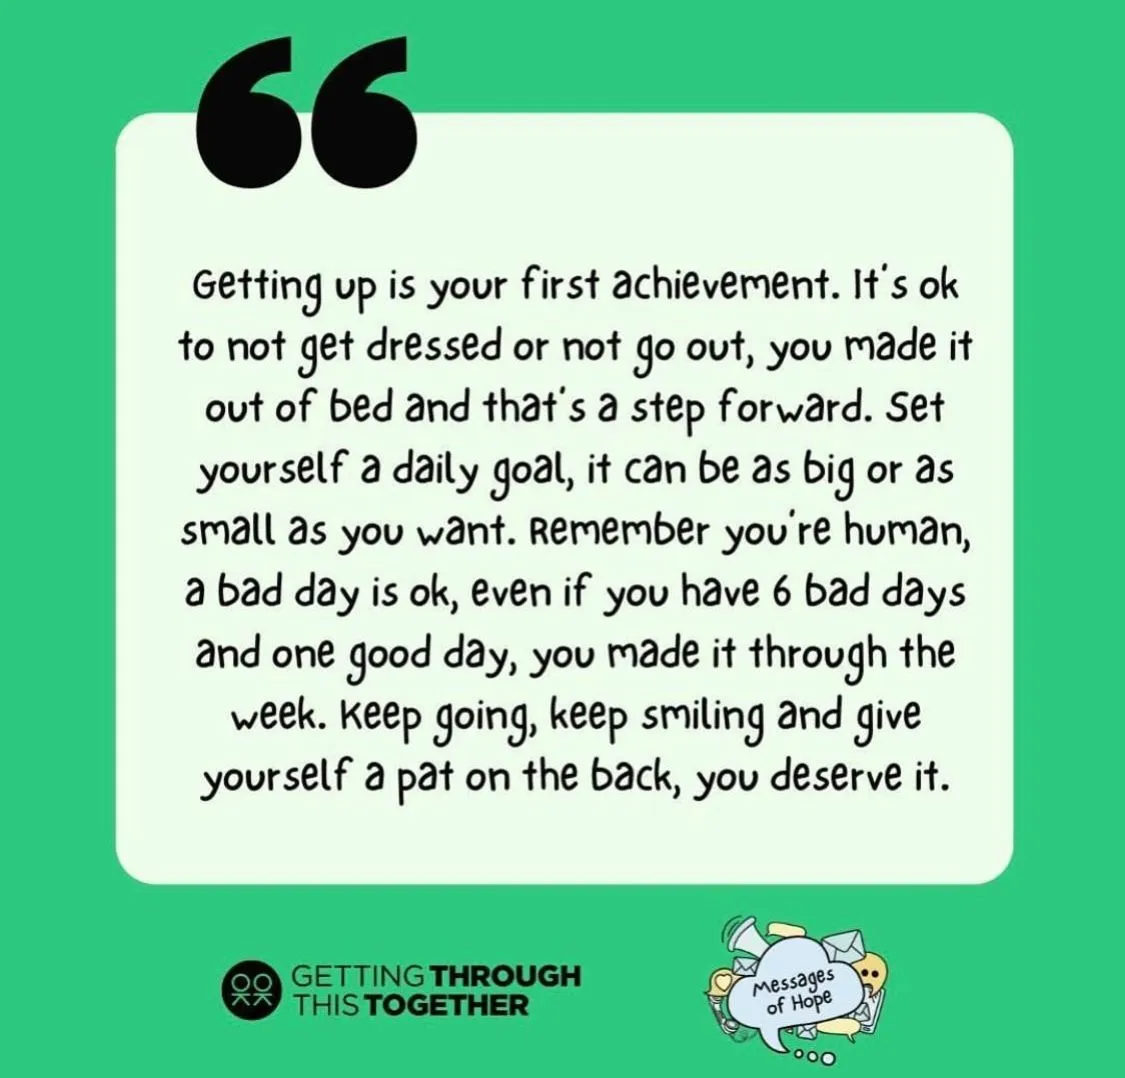 Getting up is your first achievement. It's ok
to not get dressed or not go out, you made it
out of bed and that's a step forward. Set
yourself a daily goal, it can be as big or as
small as you want. Remember you're human,
a bad day is ok, even if you have 6 bad days
and one good day, you made it through the
week. Keep going, keep smiling and give
yourself a pat on the back, you deserve it.
GETTING THROUGH
THIS TOGETHER
Messages
of Hope